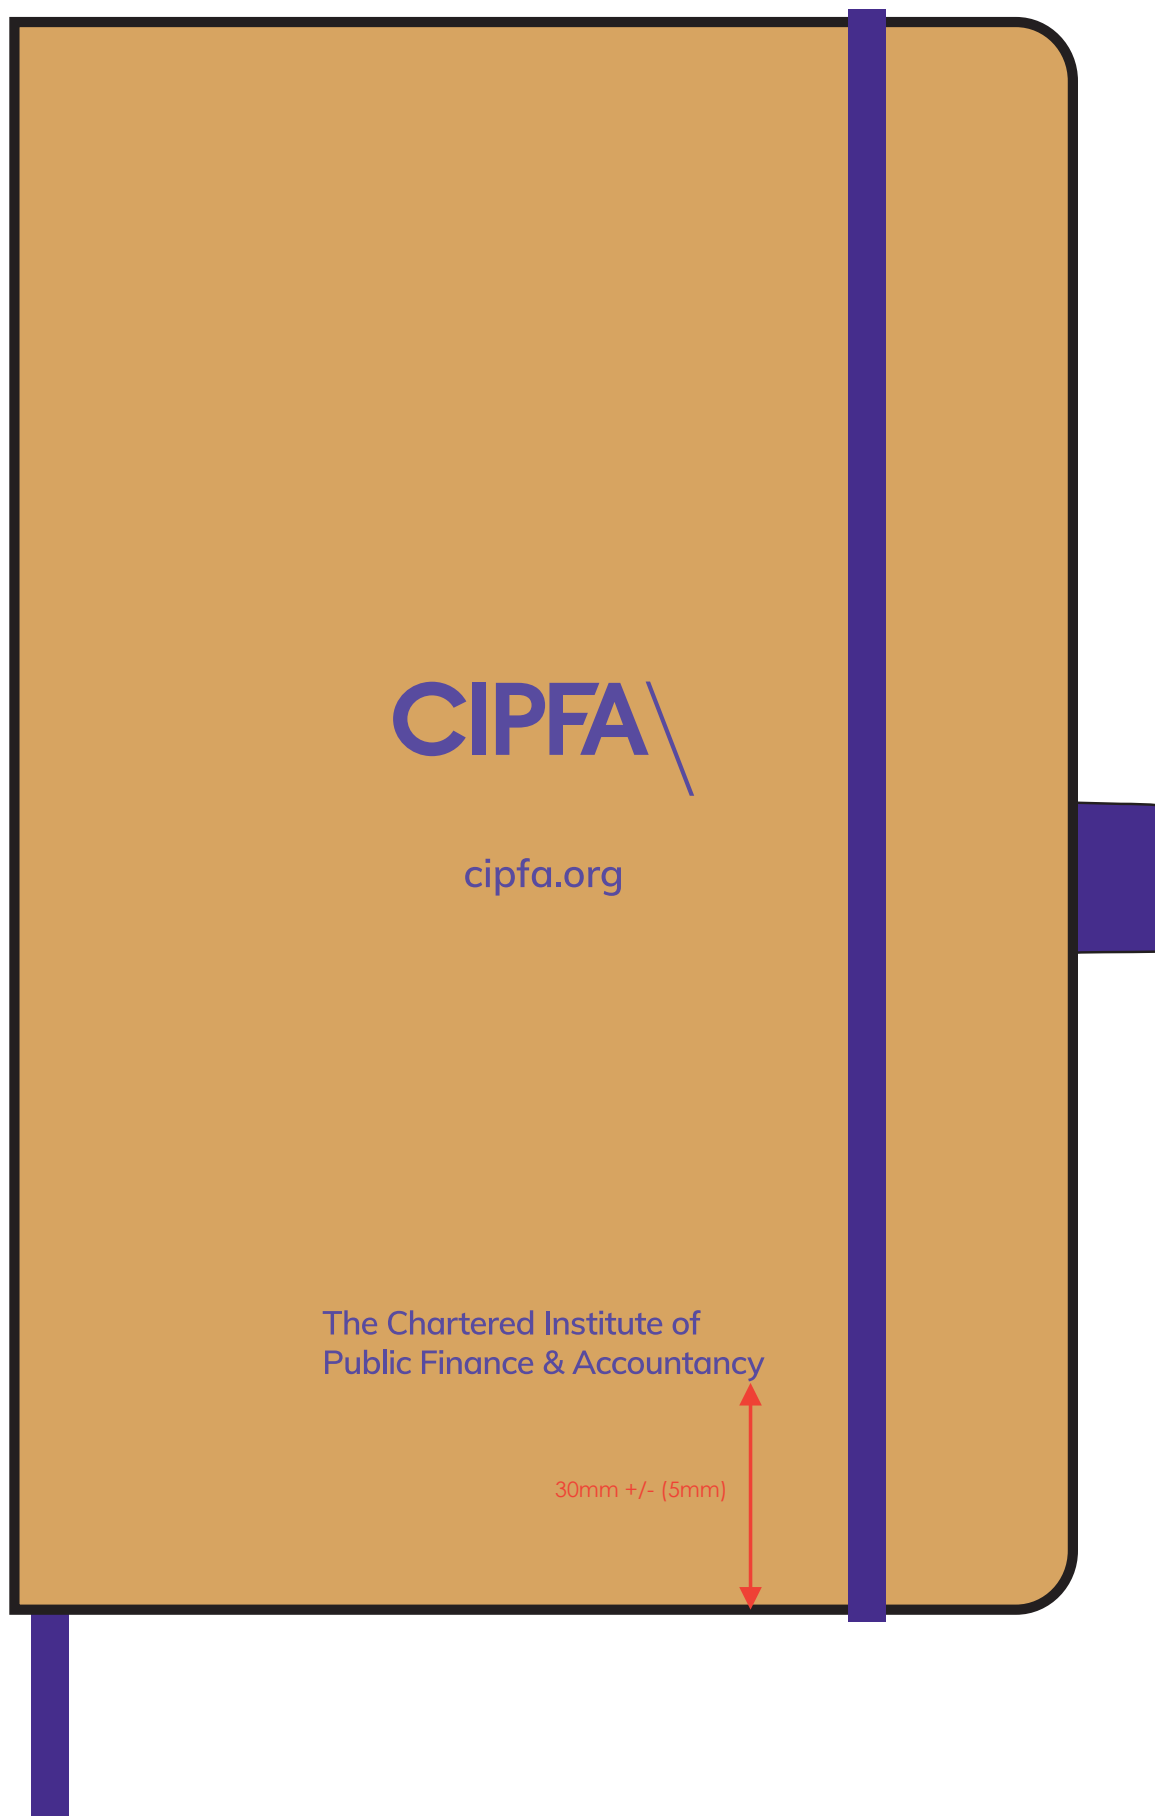 CIPFA\
cipfa.org
The Chartered Institute of
Public Finance & Accountancy
30mm +/- (5mm)